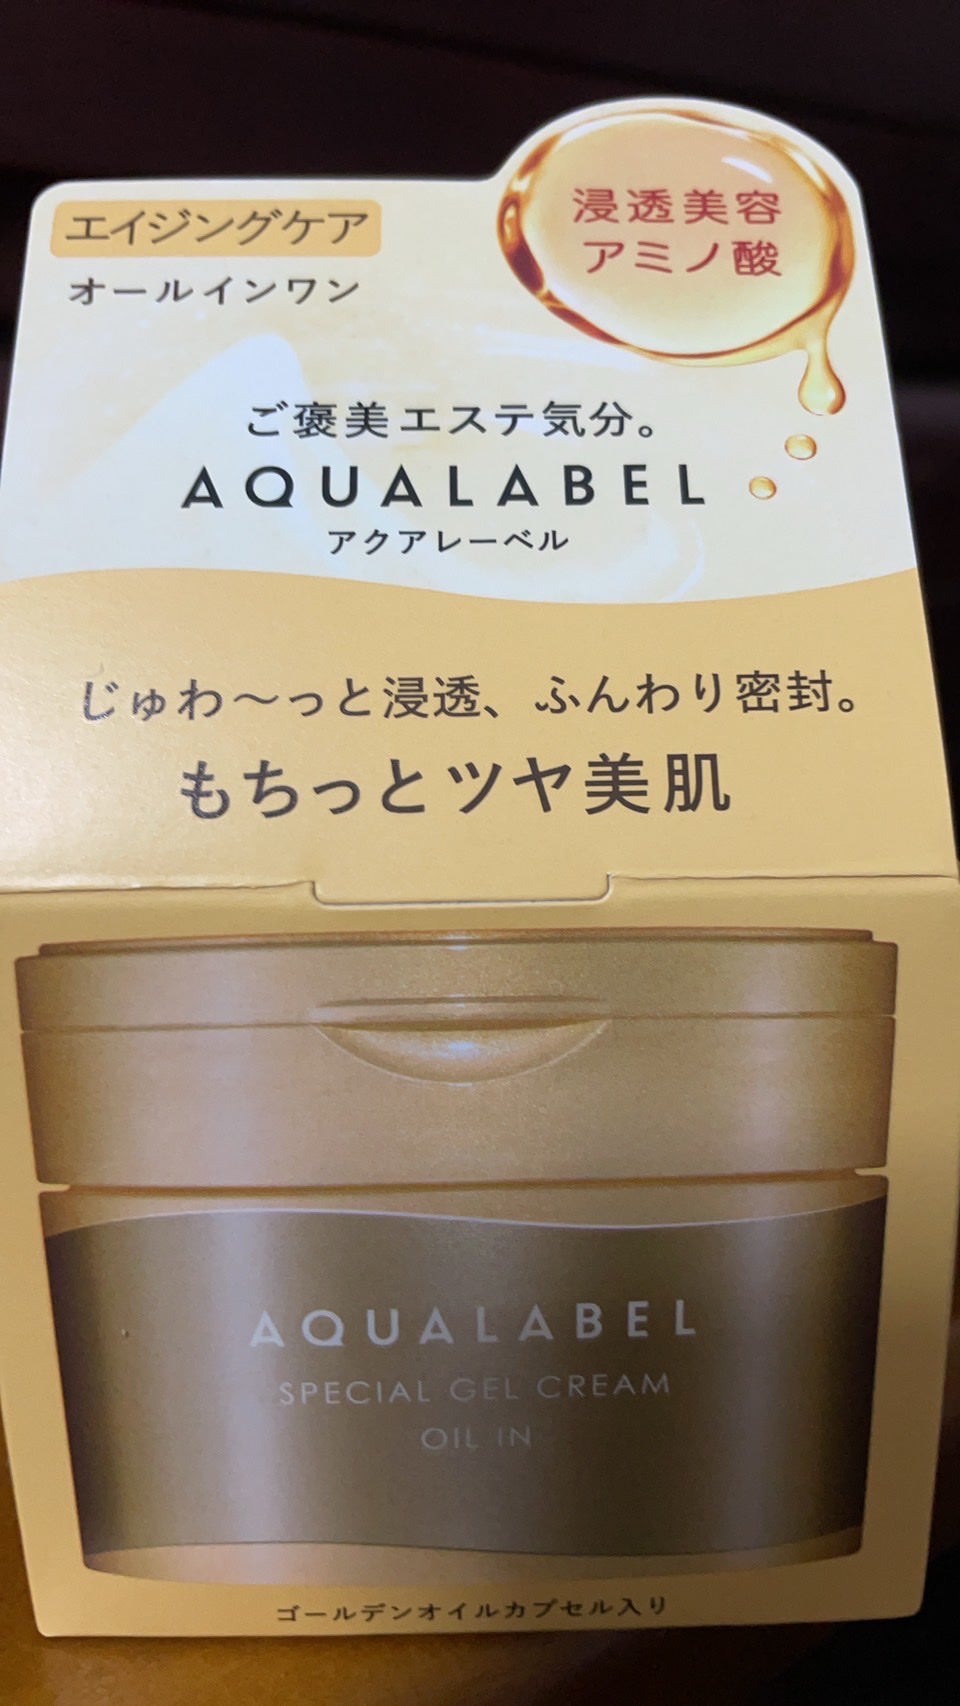 エイジングケア
オールインワン
浸透美容
アミノ酸
ご褒美エステ気分。
AQUALABEL
アクアレーベル
じゅわ〜っと浸透、ふんわり密封。
もちっとツヤ美肌
AQUALABEL
SPECIAL GEL CREAM
OIL IN
ゴールデンオイルカプセル入り